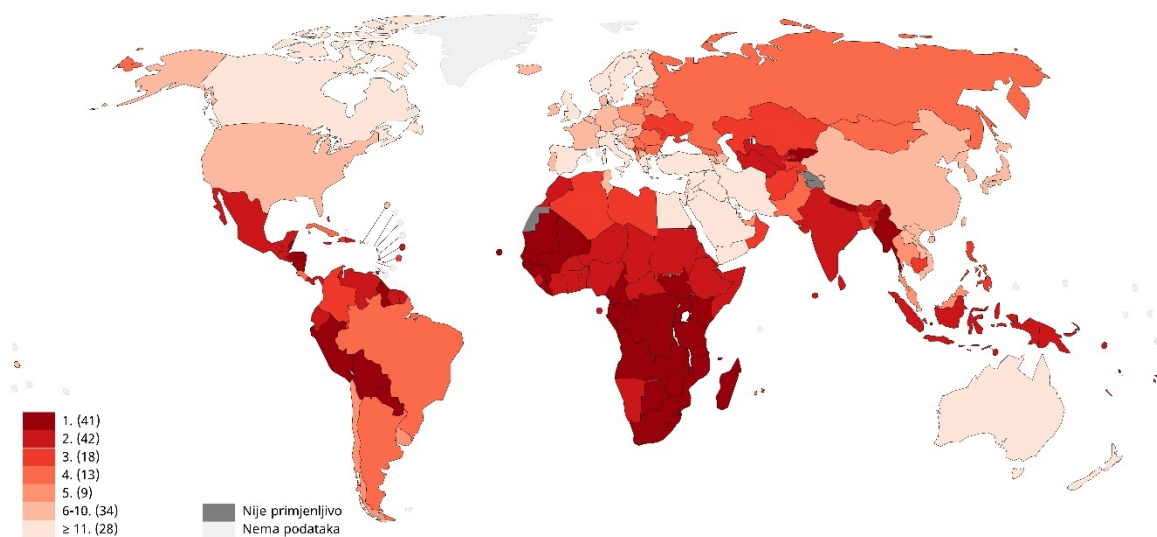 1. (41)
2. (42)
3. (18)
4. (13)
5. (9)
6-10. (34)
≥ 11. (28)
Nije primjenljivo
Nema podataka